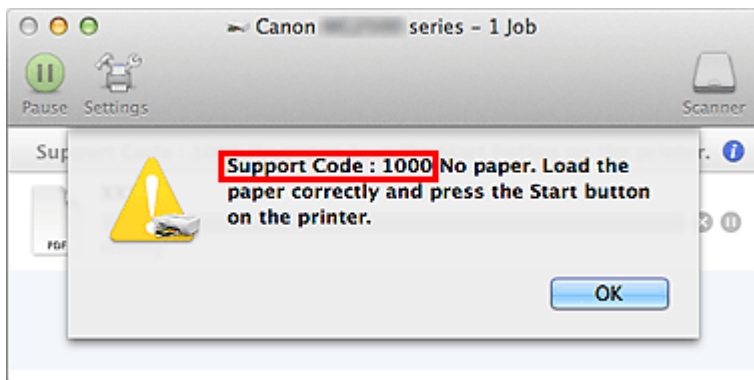 Canon series – 1 Job
Pause
Settings
Scanner
Sup r.
Support Code : 1000 No paper. Load the
paper correctly and press the Start button
on the printer.
PDF
OK